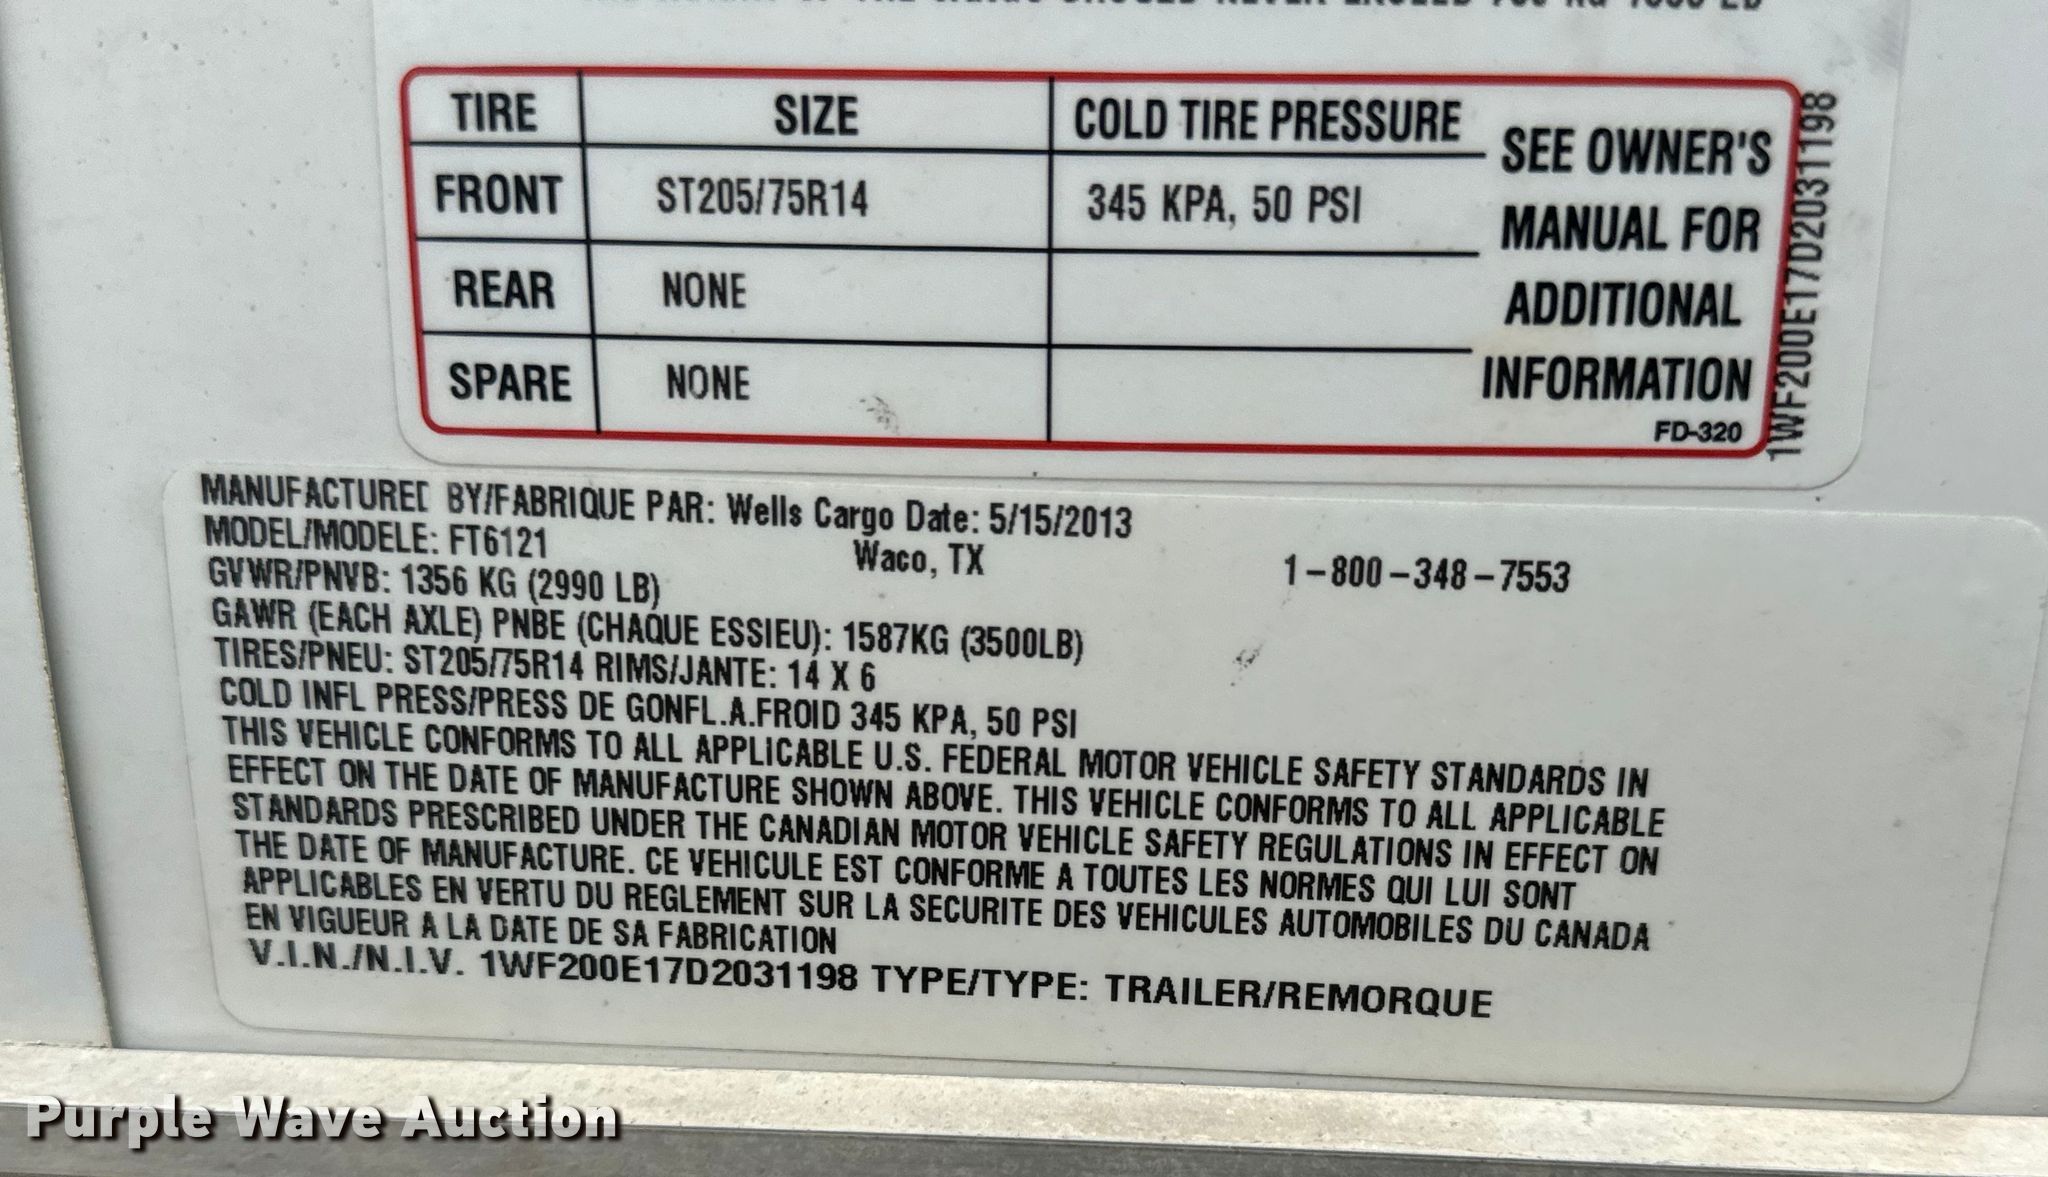 SHOULD NEVER EXCEED
TIRE SIZE COLD TIRE PRESSURE SEE OWNER'S MANUAL FOR ADDITIONAL INFORMATION
FRONT ST205/75R14 345 KPA, 50 PSI
REAR NONE
SPARE NONE
FD-320
1WF200E17D2031198
MANUFACTURED BY/FABRIQUE PAR: Wells Cargo Date: 5/15/2013
MODEL/MODELE: FT6121 Waco, TX 1-800-348-7553
GVWR/PNVB: 1356 KG (2990 LB)
GAWR (EACH AXLE) PNBE (CHAQUE ESSIEU): 1587KG (3500LB)
TIRES/PNEU: ST205/75R14 RIMS/JANTE: 14 X 6
COLD INFL PRESS/PRESS DE GONFL.A.FROID 345 KPA, 50 PSI
THIS VEHICLE CONFORMS TO ALL APPLICABLE U.S. FEDERAL MOTOR VEHICLE SAFETY STANDARDS IN
EFFECT ON THE DATE OF MANUFACTURE SHOWN ABOVE. THIS VEHICLE CONFORMS TO ALL APPLICABLE
STANDARDS PRESCRIBED UNDER THE CANADIAN MOTOR VEHICLE SAFETY REGULATIONS IN EFFECT ON
THE DATE OF MANUFACTURE. CE VEHICULE EST CONFORME A TOUTES LES NORMES QUI LUI SONT
APPLICABLES EN VERTU DU REGLEMENT SUR LA SECURITE DES VEHICULES AUTOMOBILES DU CANADA
EN VIGUEUR A LA DATE DE SA FABRICATION
V.I.N./N.I.V. 1WF200E17D2031198 TYPE/TYPE: TRAILER/REMORQUE
Purple Wave Auction